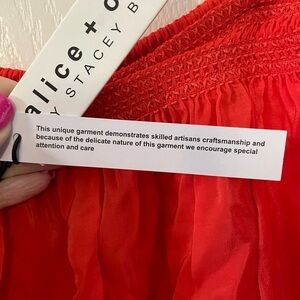 alice + o
Y STACEY B
This unique garment demonstrates skilled artisans craftsmanship and
because of the delicate nature of this garment we encourage special
attention and care